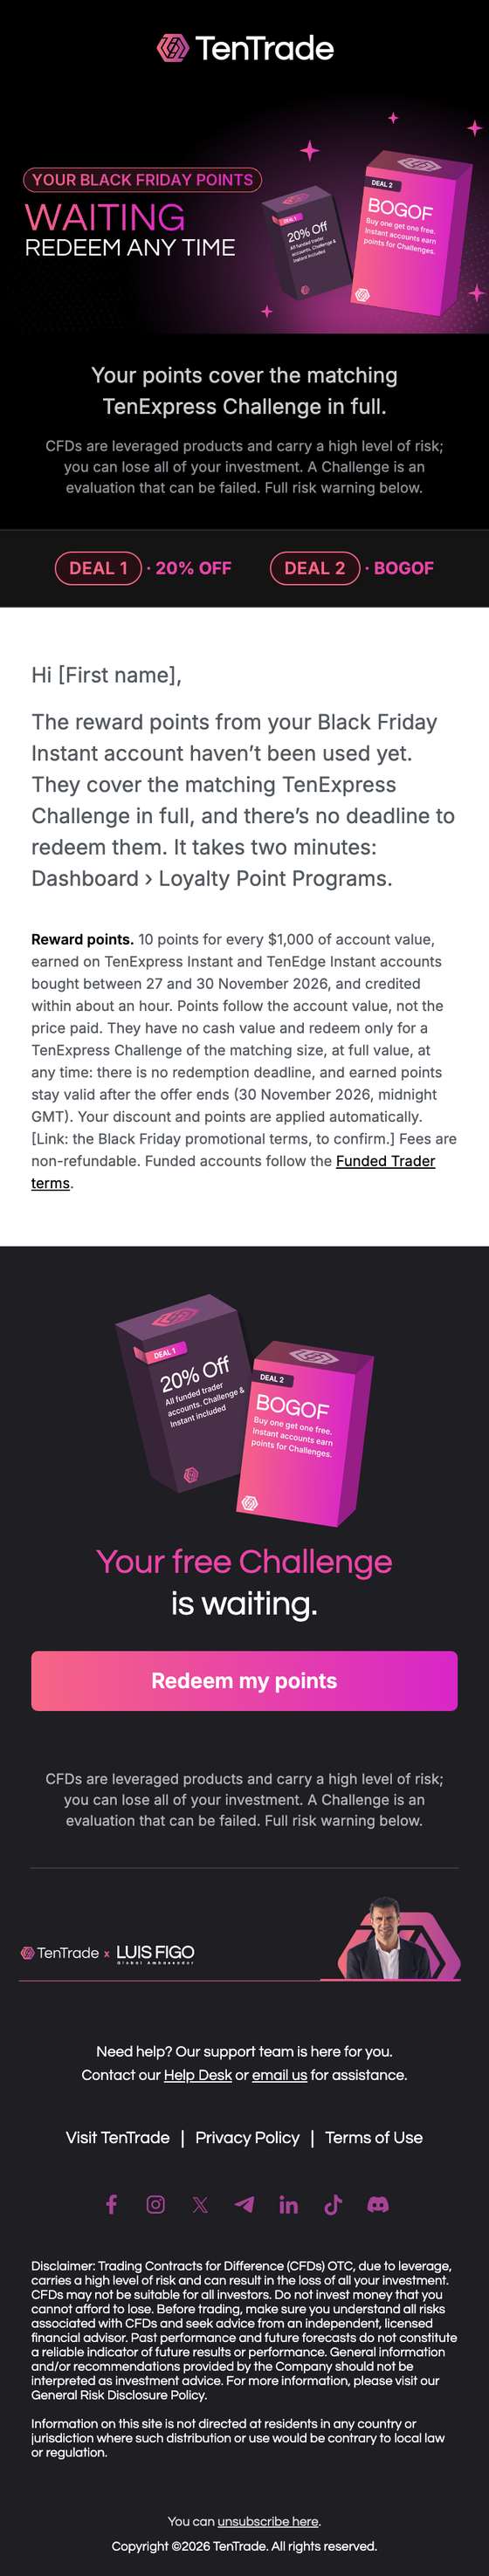 TenTrade
YOUR BLACK FRIDAY POINTS
WAITING
REDEEM ANY TIME
DEAL 1
20% Off
All funded trader
accounts. Challenge &
Instant included
DEAL 2
BOGOF
Buy one get one free.
Instant accounts earn
points for Challenges.
Your points cover the matching
TenExpress Challenge in full.
CFDs are leveraged products and carry a high level of risk;
you can lose all of your investment. A Challenge is an
evaluation that can be failed. Full risk warning below.
DEAL 1 · 20% OFF DEAL 2 · BOGOF
Hi [First name],
The reward points from your Black Friday
Instant account haven’t been used yet.
They cover the matching TenExpress
Challenge in full, and there’s no deadline to
redeem them. It takes two minutes:
Dashboard › Loyalty Point Programs.
Reward points. 10 points for every $1,000 of account value,
earned on TenExpress Instant and TenEdge Instant accounts
bought between 27 and 30 November 2026, and credited
within about an hour. Points follow the account value, not the
price paid. They have no cash value and redeem only for a
TenExpress Challenge of the matching size, at full value, at
any time: there is no redemption deadline, and earned points
stay valid after the offer ends (30 November 2026, midnight
GMT). Your discount and points are applied automatically.
[Link: the Black Friday promotional terms, to confirm.] Fees are
non-refundable. Funded accounts follow the Funded Trader
terms.
DEAL 1
20% Off
All funded trader
accounts. Challenge &
Instant included
DEAL 2
BOGOF
Buy one get one free.
Instant accounts earn
points for Challenges.
Your free Challenge
is waiting.
Redeem my points
CFDs are leveraged products and carry a high level of risk;
you can lose all of your investment. A Challenge is an
evaluation that can be failed. Full risk warning below.
TenTrade x LUIS FIGO
Global Ambassador
Need help? Our support team is here for you.
Contact our Help Desk or email us for assistance.
Visit TenTrade | Privacy Policy | Terms of Use
Disclaimer: Trading Contracts for Difference (CFDs) OTC, due to leverage,
carries a high level of risk and can result in the loss of all your investment.
CFDs may not be suitable for all investors. Do not invest money that you
cannot afford to lose. Before trading, make sure you understand all risks
associated with CFDs and seek advice from an independent, licensed
financial advisor. Past performance and future forecasts do not constitute
a reliable indicator of future results or performance. General information
and/or recommendations provided by the Company should not be
interpreted as investment advice. For more information, please visit our
General Risk Disclosure Policy.
Information on this site is not directed at residents in any country or
jurisdiction where such distribution or use would be contrary to local law
or regulation.
You can unsubscribe here.
Copyright ©2026 TenTrade. All rights reserved.